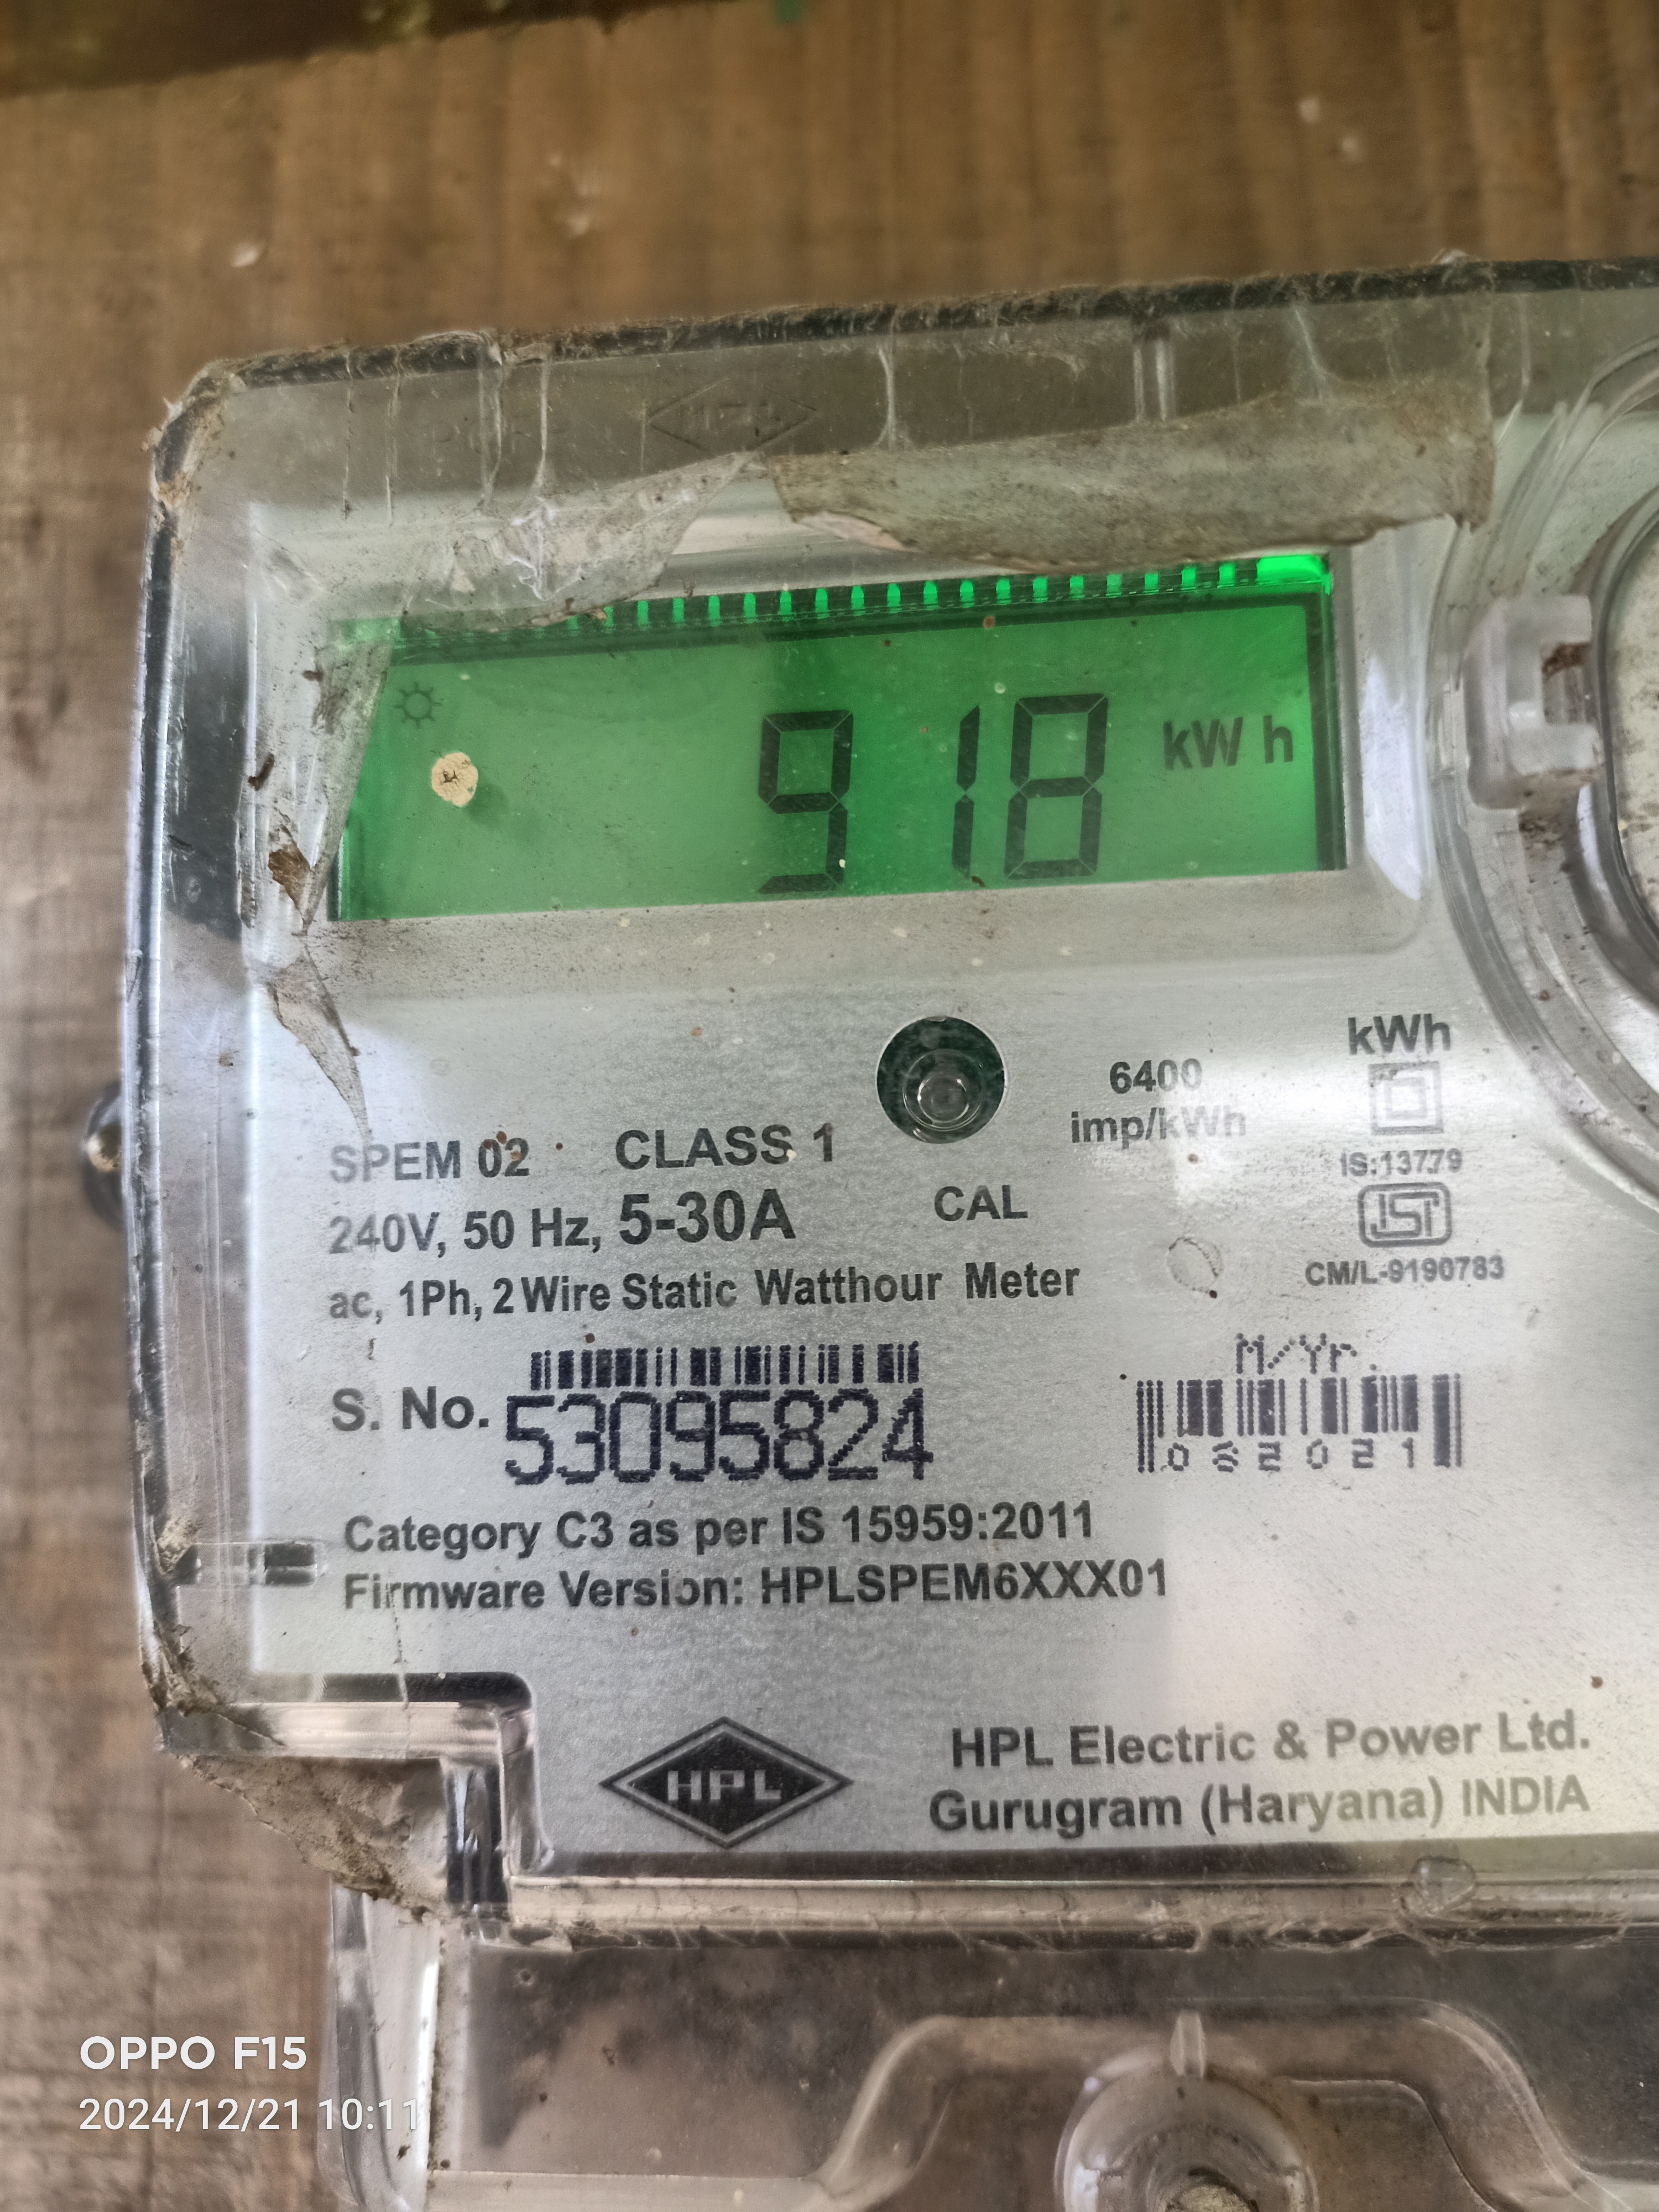 HPL
918 kW h
kWh
6400
imp/kWh
IS:13779
SPEM 02 CLASS 1
240V, 50 Hz, 5-30A
CAL
CM/L-9190783
ac, 1Ph, 2 Wire Static Watthour Meter
M/Yr.
S. No. 53095824
062021
Category C3 as per IS 15959:2011
Firmware Version: HPLSPEM6XXX01
HPL
HPL Electric & Power Ltd.
Gurugram (Haryana) INDIA
OPPO F15
2024/12/21 10:11